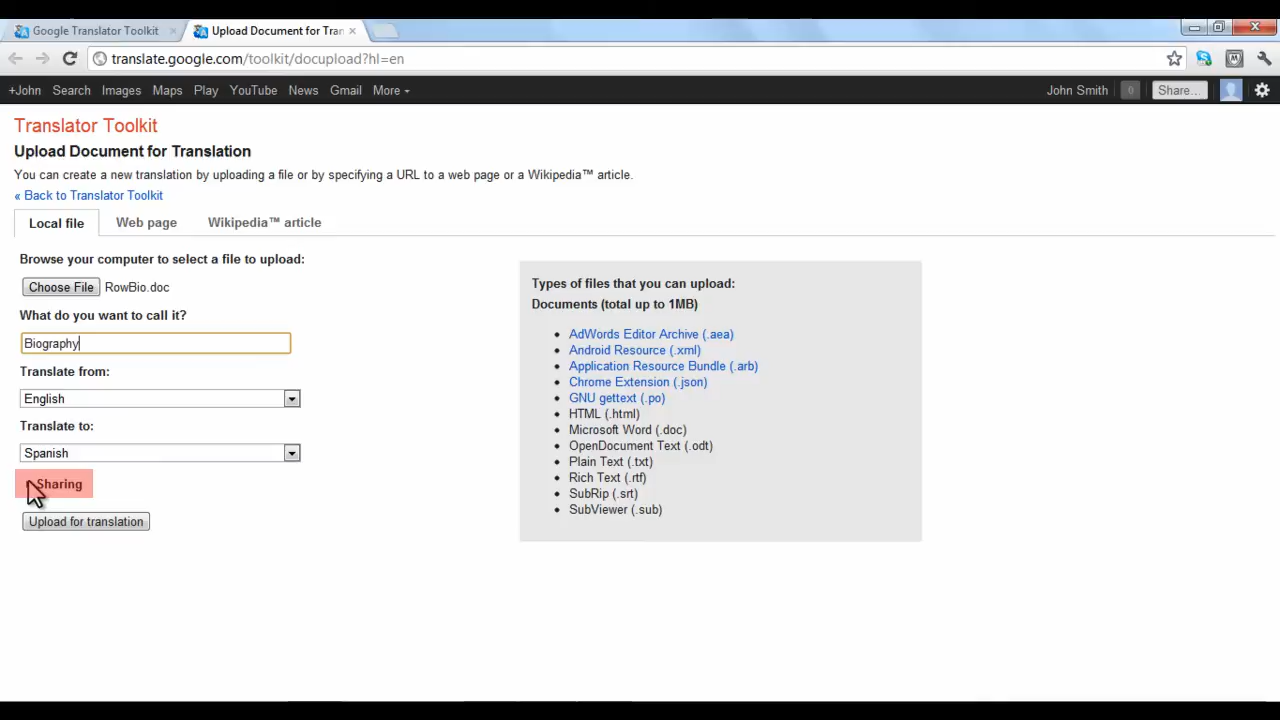 Google Translator Toolkit
Upload Document for Tran
translate.google.com/toolkit/docupload?hl=en
+John Search Images Maps Play YouTube News Gmail More John Smith 0 Share...
Translator Toolkit
Upload Document for Translation
You can create a new translation by uploading a file or by specifying a URL to a web page or a Wikipedia™ article.
« Back to Translator Toolkit
Local file Web page Wikipedia™ article
Browse your computer to select a file to upload:
Choose File RowBio.doc
What do you want to call it?
Biography
Translate from:
English
Translate to:
Spanish
Sharing
Upload for translation
Types of files that you can upload:
Documents (total up to 1MB)
• AdWords Editor Archive (.aea)
• Android Resource (.xml)
• Application Resource Bundle (.arb)
• Chrome Extension (.json)
• GNU gettext (.po)
• HTML (.html)
• Microsoft Word (.doc)
• OpenDocument Text (.odt)
• Plain Text (.txt)
• Rich Text (.rtf)
• SubRip (.srt)
• SubViewer (.sub)